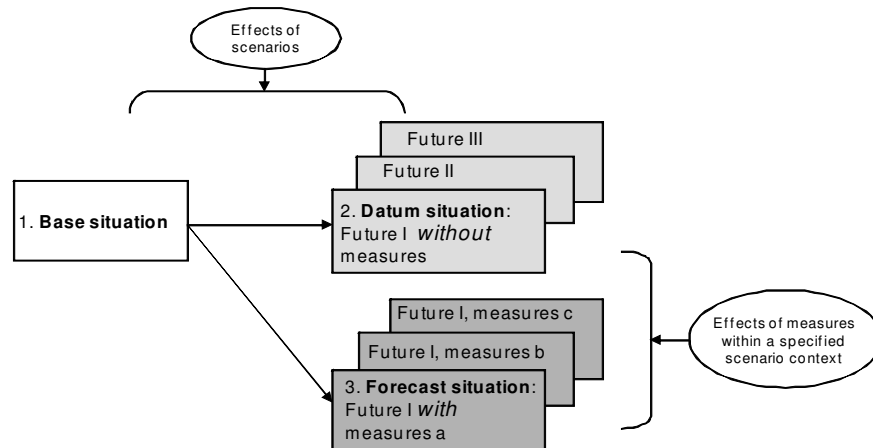 Effects of
scenarios
Future III
Future II
1. Base situation
2. Datum situation:
Future I without
measures
Future I, measures c
Future I, measures b
3. Forecast situation:
Future I with
measures a
Effects of measures
within a specified
scenario context